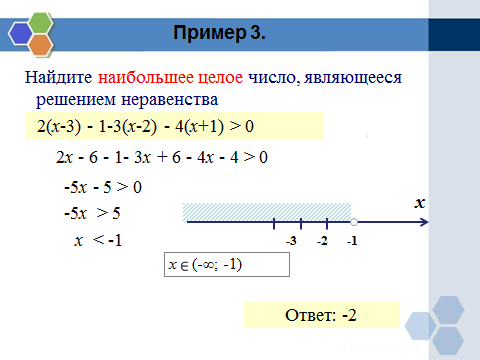 Пример 3.
Найдите наибольшее целое число, являющееся
решением неравенства
2(x-3) - 1-3(x-2) - 4(x+1) > 0
2x - 6 - 1- 3x + 6 - 4x - 4 > 0
-5x - 5 > 0
-5x > 5
x < -1
x
-3 -2 -1
x ∈ (-∞; -1)
Ответ: -2